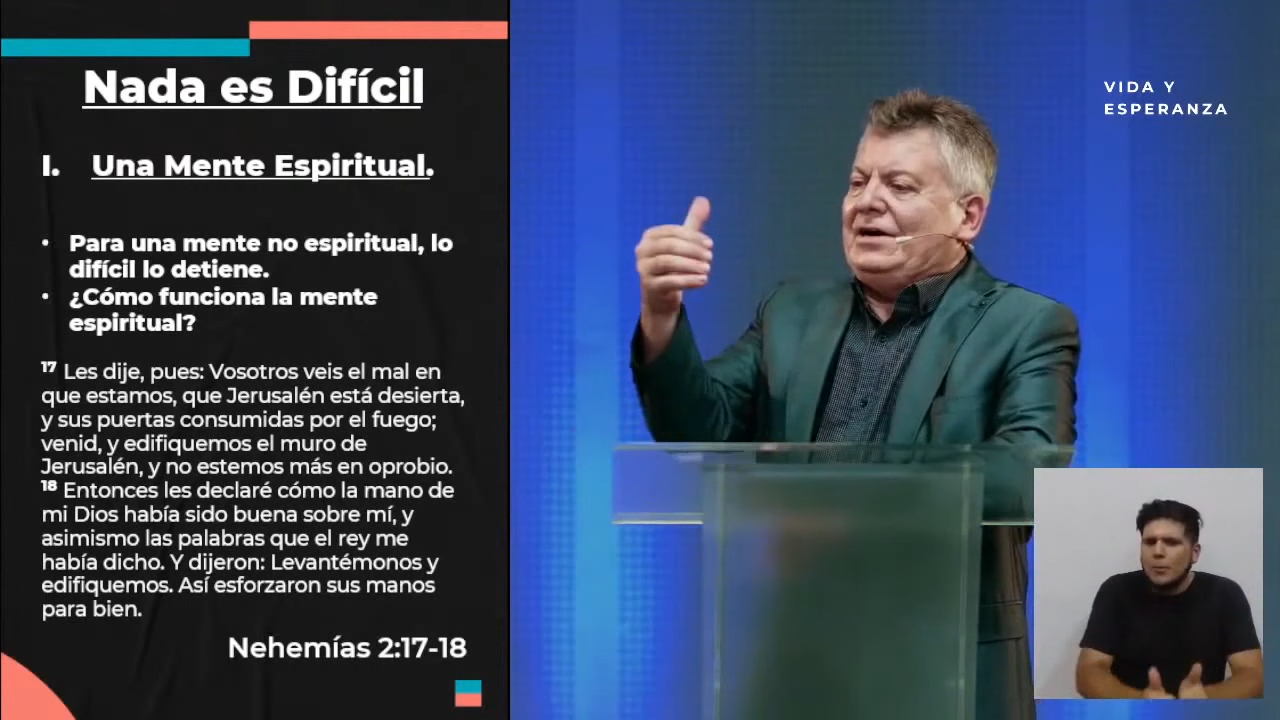 Nada es Difícil
I. Una Mente Espiritual.
• Para una mente no espiritual, lo
difícil lo detiene.
• ¿Cómo funciona la mente
espiritual?
17 Les dije, pues: Vosotros veis el mal en
que estamos, que Jerusalén está desierta,
y sus puertas consumidas por el fuego;
venid, y edifiquemos el muro de
Jerusalén, y no estemos más en oprobio.
18 Entonces les declaré cómo la mano de
mi Dios había sido buena sobre mí, y
asimismo las palabras que el rey me
había dicho. Y dijeron: Levantémonos y
edifiquemos. Así esforzaron sus manos
para bien.
Nehemías 2:17-18
VIDA Y
ESPERANZA